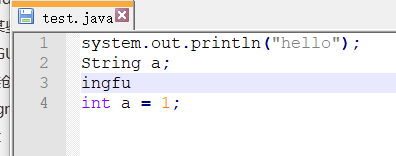 test.java
1 system.out.println("hello");
2 String a;
3 ingfu
4 int a = 1;